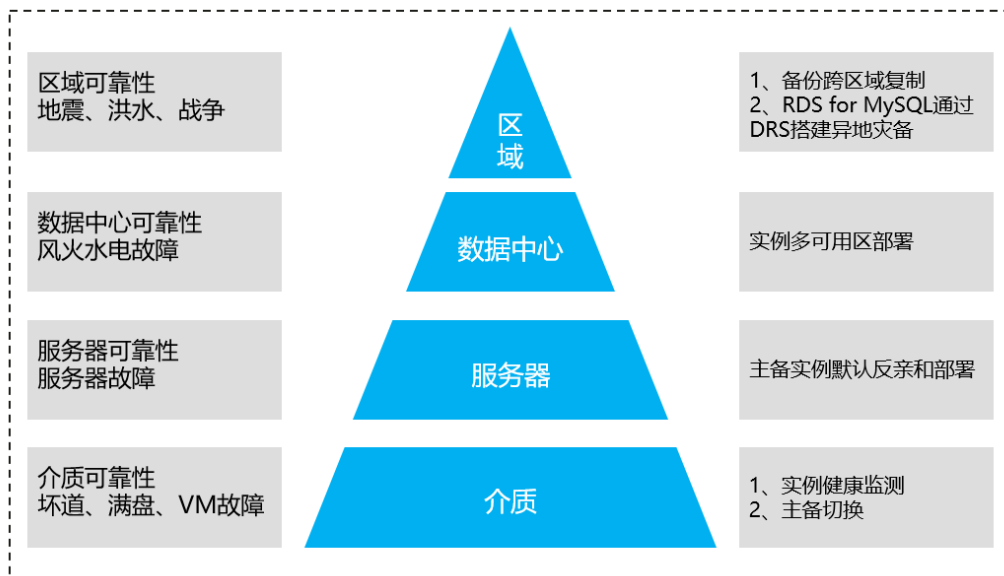 区域可靠性
地震、洪水、战争
区
域
1、备份跨区域复制
2、RDS for MySQL通过
DRS搭建异地灾备
数据中心可靠性
风火水电故障
数据中心
实例多可用区部署
服务器可靠性
服务器故障
服务器
主备实例默认反亲和部署
介质可靠性
坏道、满盘、VM故障
介质
1、实例健康监测
2、主备切换